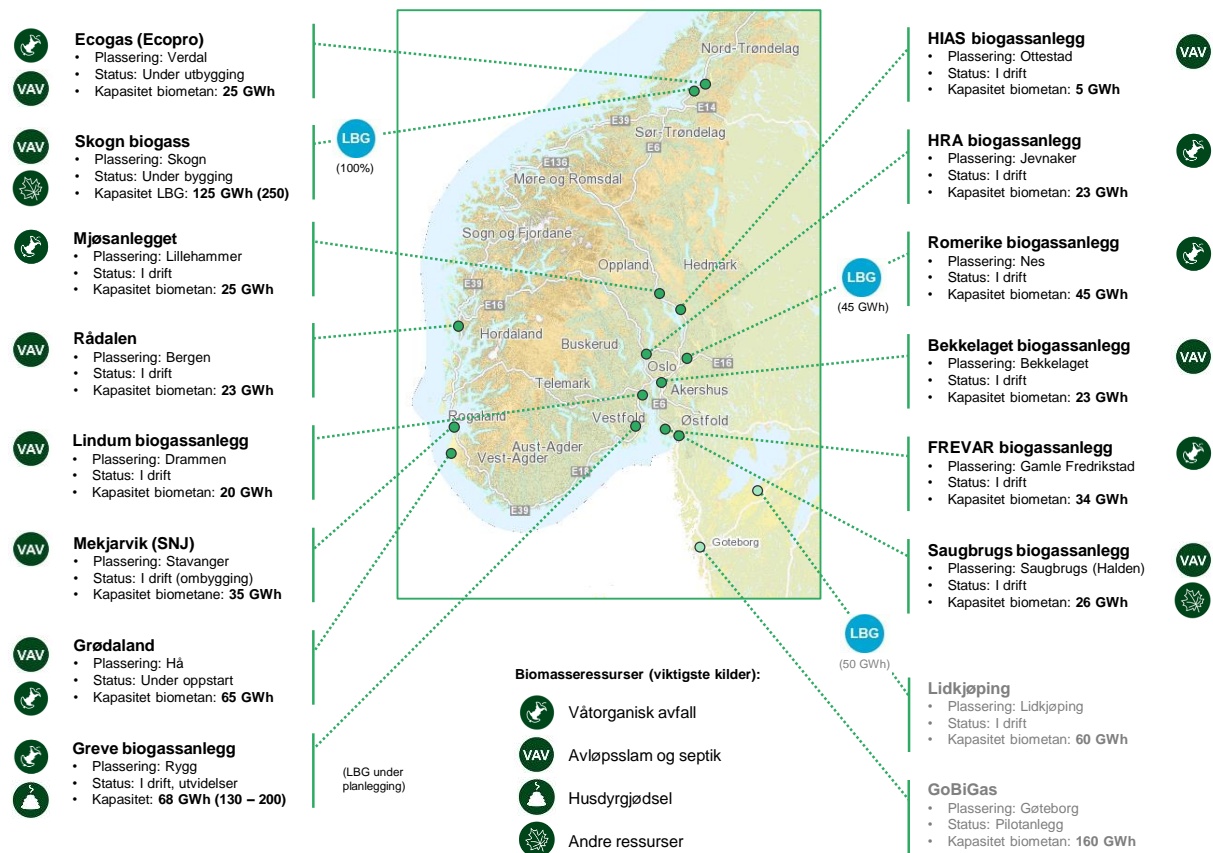 Ecogas (Ecopro)
• Plassering: Verdal
• Status: Under utbygging
• Kapasitet biometan: 25 GWh
VAV
Skogn biogass
• Plassering: Skogn
• Status: Under bygging
• Kapasitet LBG: 125 GWh (250)
VAV
LBG
(100%)
Mjøsanlegget
• Plassering: Lillehammer
• Status: I drift
• Kapasitet biometan: 25 GWh
Rådalen
• Plassering: Bergen
• Status: I drift
• Kapasitet biometan: 23 GWh
VAV
Lindum biogassanlegg
• Plassering: Drammen
• Status: I drift
• Kapasitet biometan: 20 GWh
VAV
Mekjarvik (SNJ)
• Plassering: Stavanger
• Status: I drift (ombygging)
• Kapasitet biometane: 35 GWh
VAV
Grødaland
• Plassering: Hå
• Status: Under oppstart
• Kapasitet biometan: 65 GWh
VAV
Greve biogassanlegg
• Plassering: Rygg
• Status: I drift, utvidelser
• Kapasitet: 68 GWh (130 – 200)
(LBG under
planlegging)
Nord-Trøndelag
E14
E39
Sør-Trøndelag
E6
E136
Møre og Romsdal
Sogn og Fjordane
Oppland
Hedmark
E39
E16
Hordaland
Buskerud
Oslo
E16
Telemark
Akershus
E6
Rogaland
Vestfold
Østfold
Aust-Agder
Vest-Agder
E18
E39
Goteborg
Biomasseressurser (viktigste kilder):
Våtorganisk avfall
VAV
Avløpsslam og septik
Husdyrgjødsel
Andre ressurser
HIAS biogassanlegg
• Plassering: Ottestad
• Status: I drift
• Kapasitet biometan: 5 GWh
VAV
HRA biogassanlegg
• Plassering: Jevnaker
• Status: I drift
• Kapasitet biometan: 23 GWh
Romerike biogassanlegg
• Plassering: Nes
• Status: I drift
• Kapasitet biometan: 45 GWh
LBG
(45 GWh)
Bekkelaget biogassanlegg
• Plassering: Bekkelaget
• Status: I drift
• Kapasitet biometan: 23 GWh
VAV
FREVAR biogassanlegg
• Plassering: Gamle Fredrikstad
• Status: I drift
• Kapasitet biometan: 34 GWh
Saugbrugs biogassanlegg
• Plassering: Saugbrugs (Halden)
• Status: I drift
• Kapasitet biometan: 26 GWh
VAV
LBG
(50 GWh)
Lidkjøping
• Plassering: Lidkjøping
• Status: I drift
• Kapasitet biometan: 60 GWh
GoBiGas
• Plassering: Gøteborg
• Status: Pilotanlegg
• Kapasitet biometan: 160 GWh